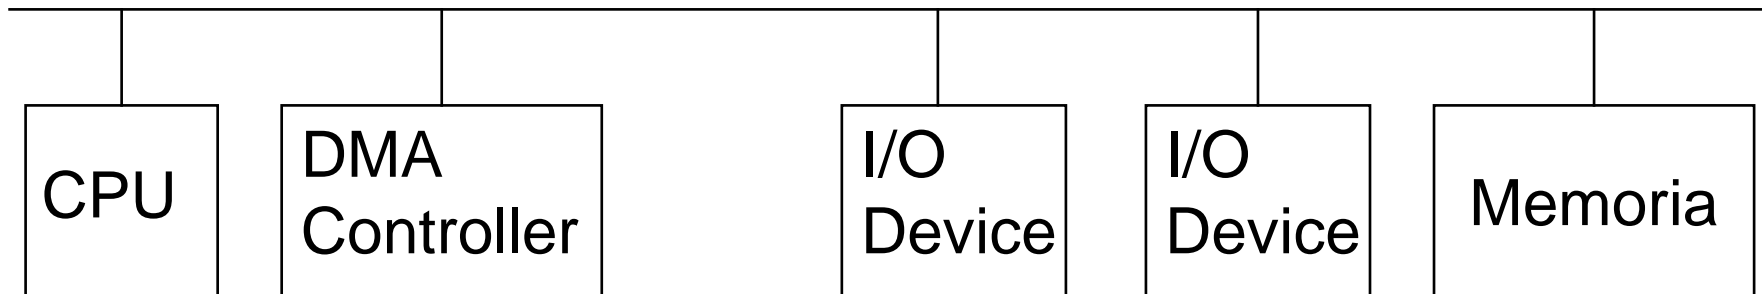 CPU
DMA
Controller
I/O
Device
I/O
Device
Memoria